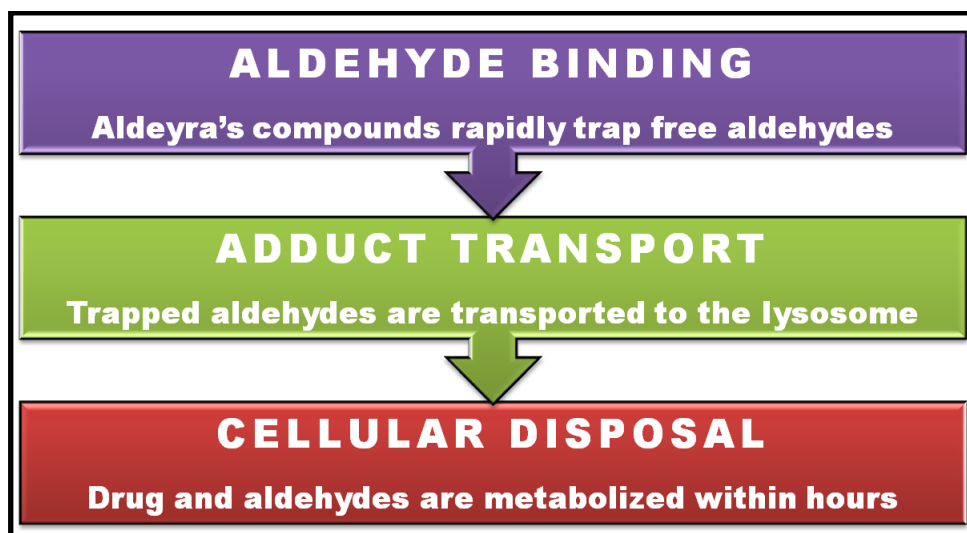 ALDEHYDE BINDING
Aldeyra's compounds rapidly trap free aldehydes
ADDUCT TRANSPORT
Trapped aldehydes are transported to the lysosome
CELLULAR DISPOSAL
Drug and aldehydes are metabolized within hours